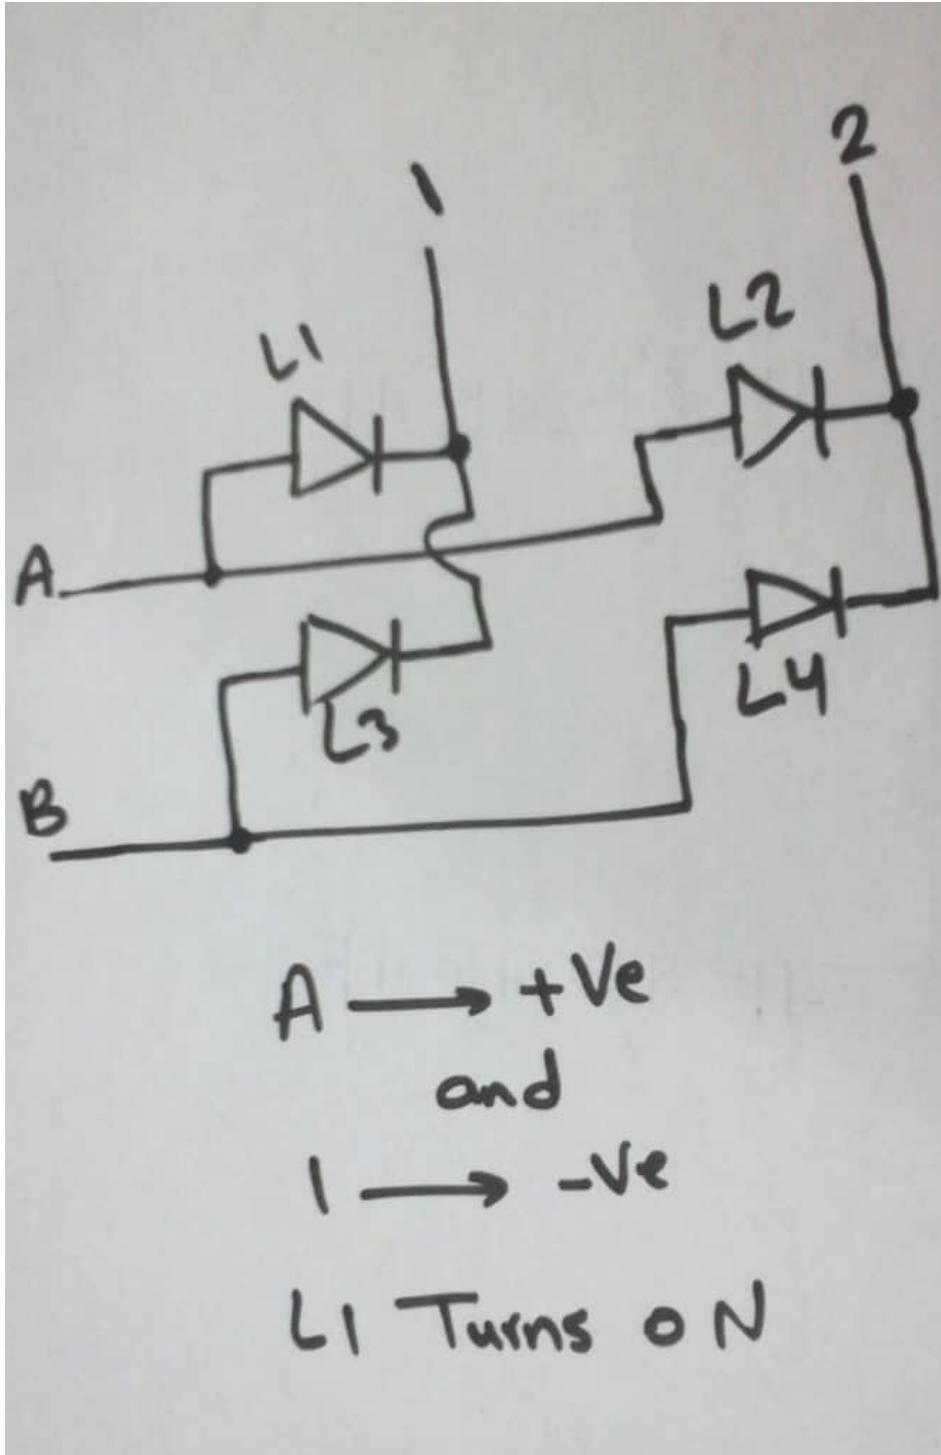 1
2
L1
L2
A
L3
L4
B
A → +Ve
and
1 → -Ve
L1 Turns ON